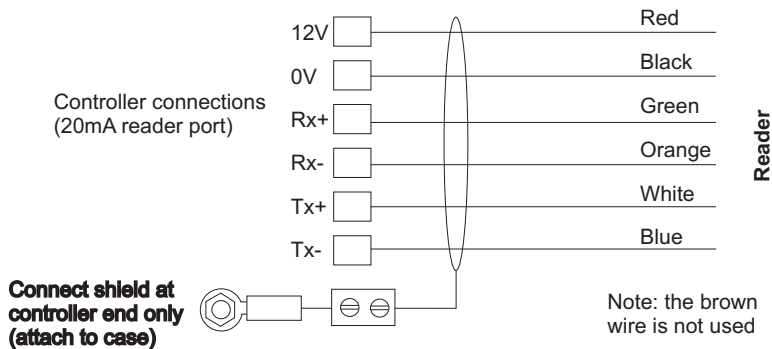 12V
Red
0V
Black
Controller connections
(20mA reader port)
Rx+
Green
Rx-
Orange
Tx+
White
Tx-
Blue
Reader
Connect shield at
controller end only
(attach to case)
Note: the brown
wire is not used